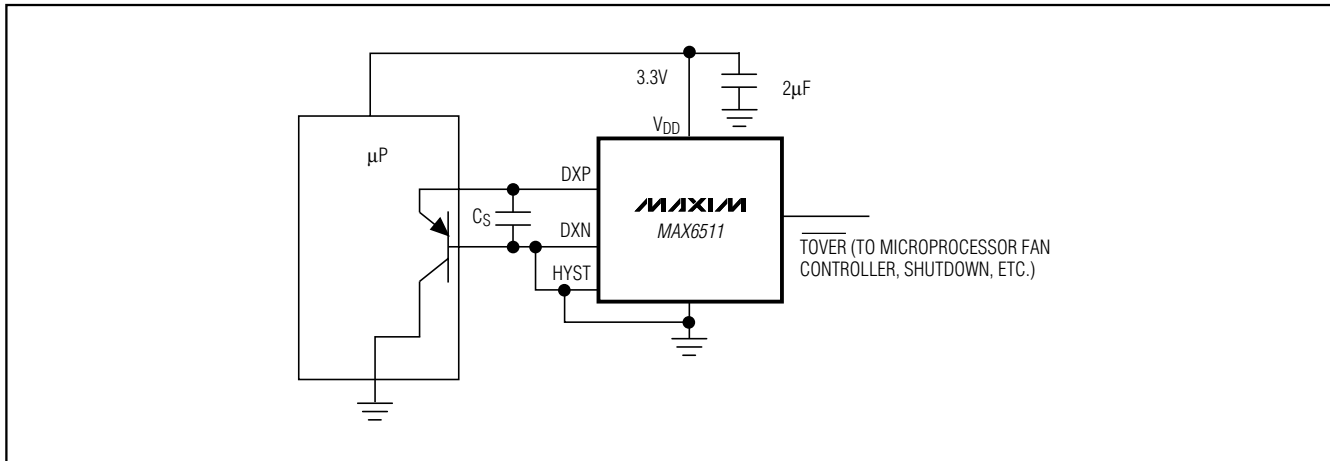 3.3V
2µF
VDD
µP
DXP
CS
MAXIM
MAX6511
DXN
TOVER (TO MICROPROCESSOR FAN
CONTROLLER, SHUTDOWN, ETC.)
HYST